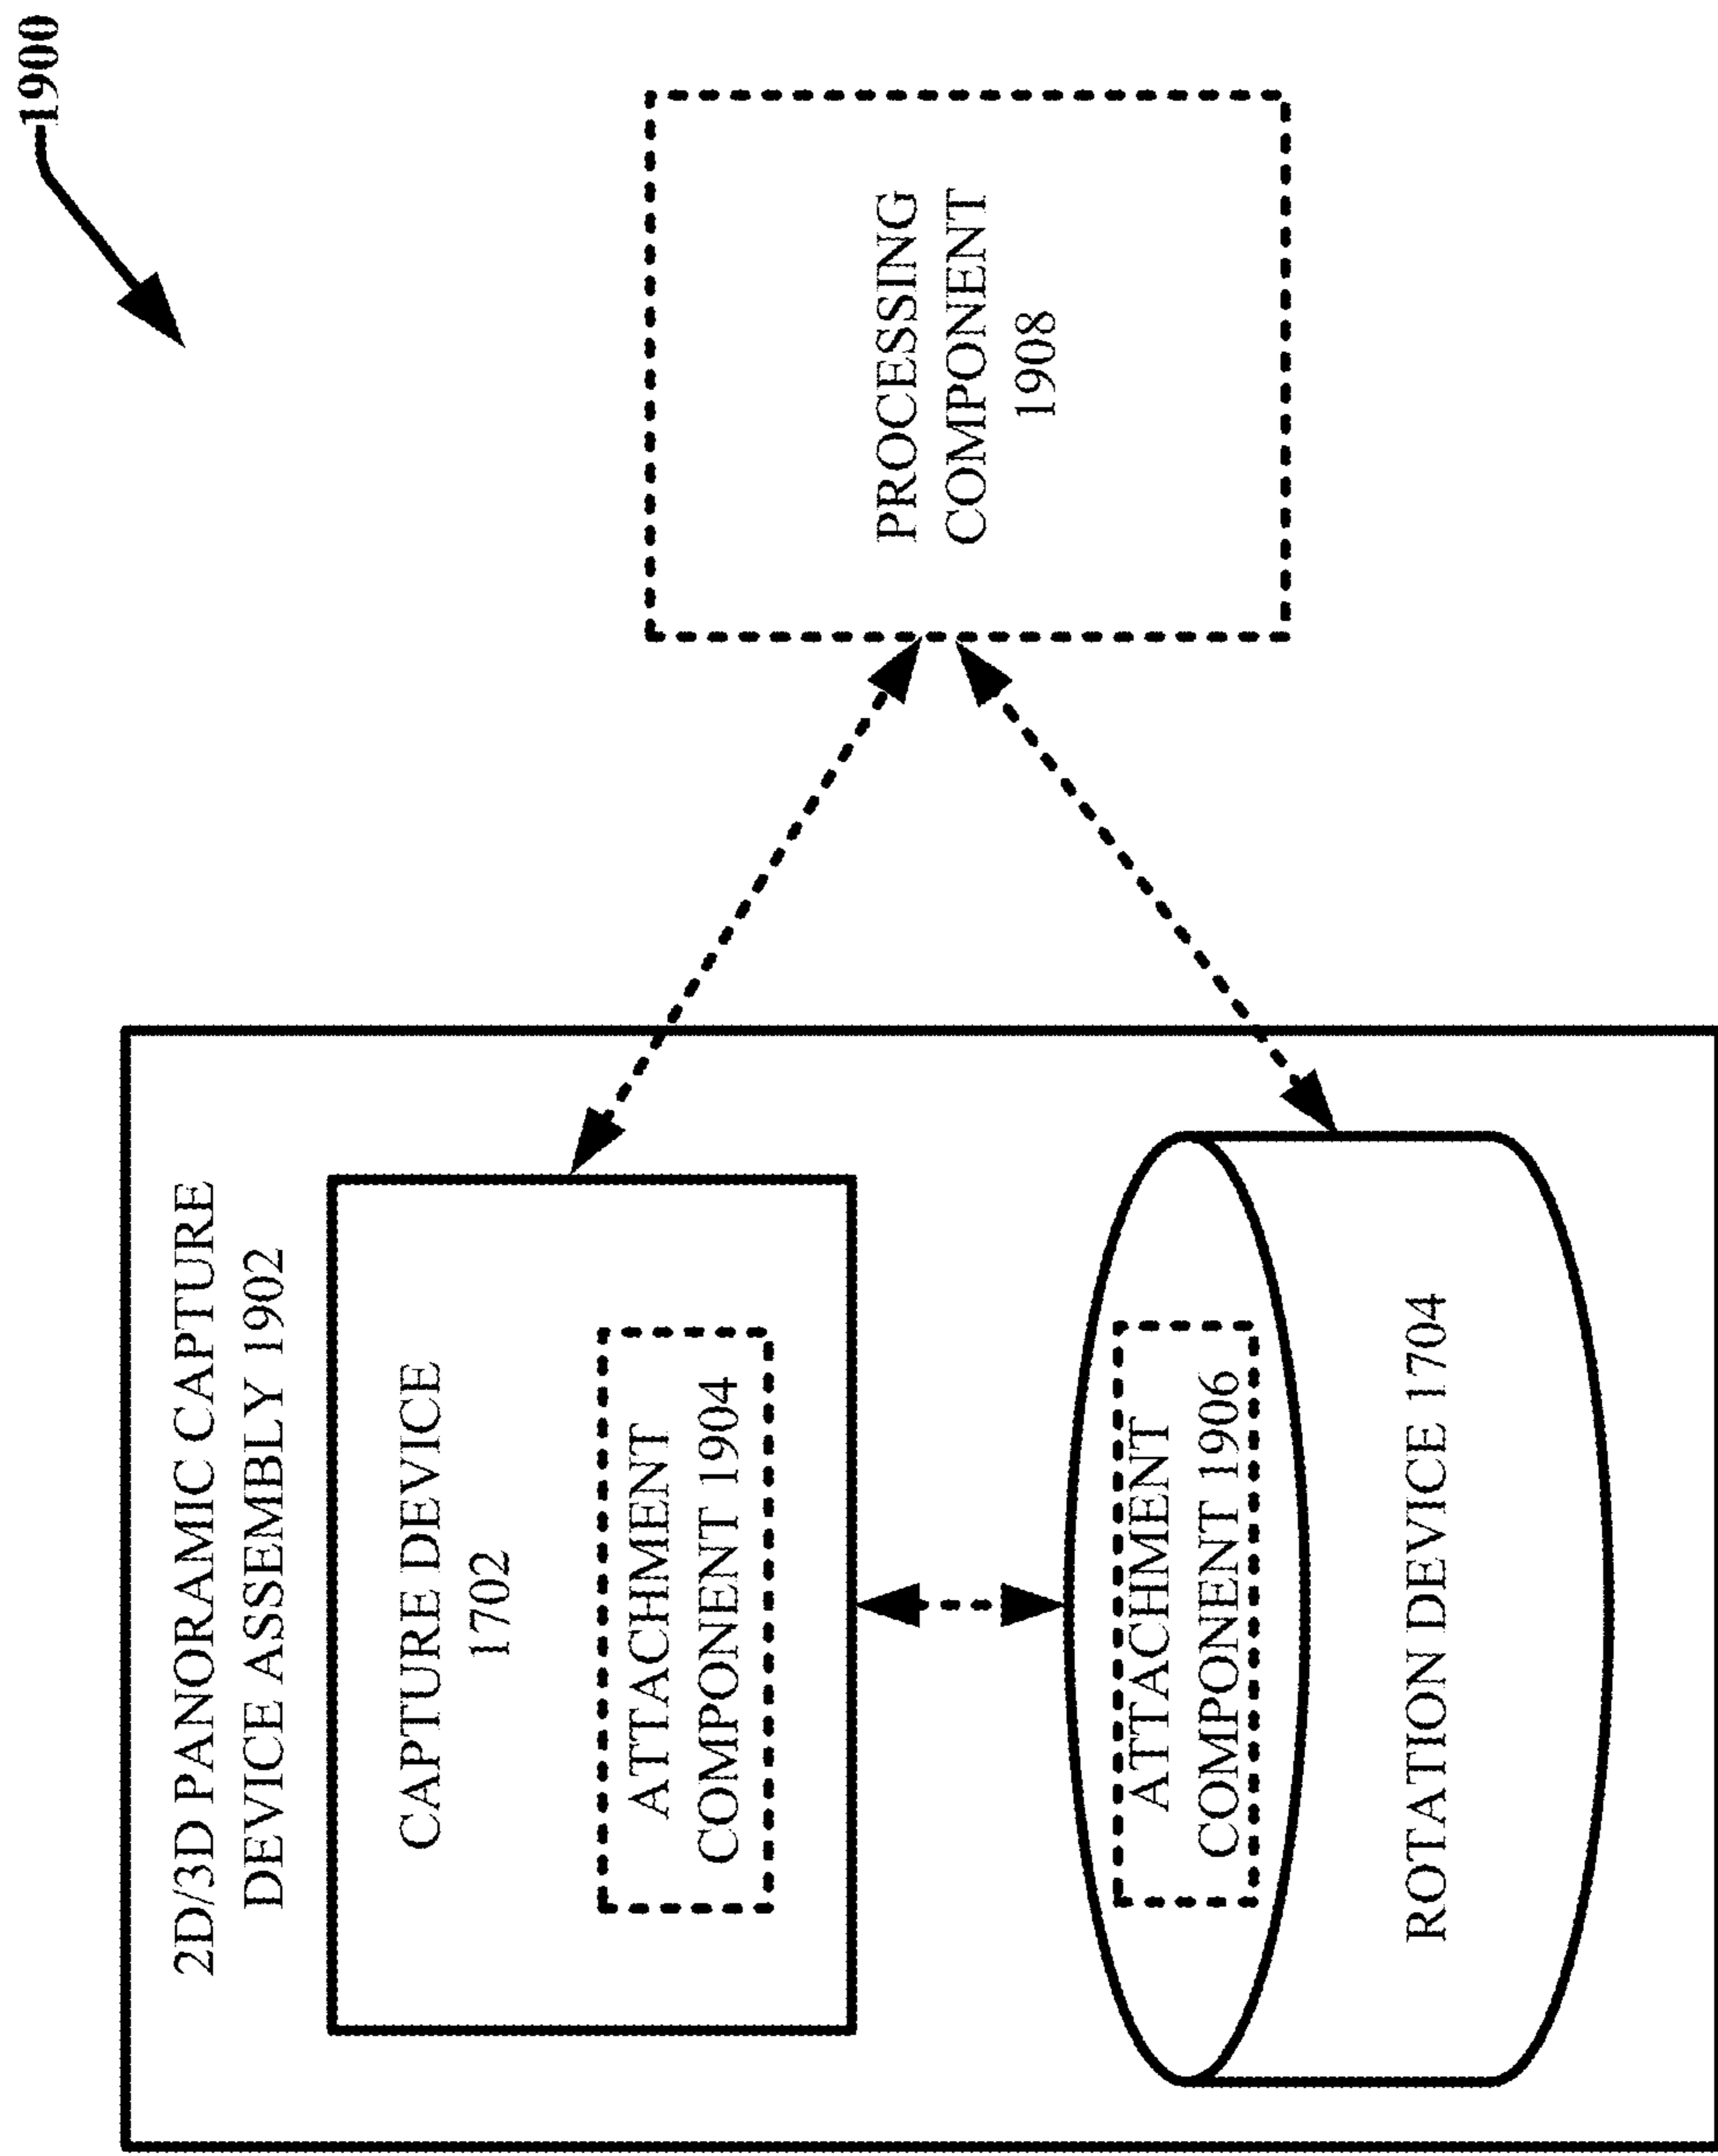 1900
2D/3D PANORAMIC CAPTURE
DEVICE ASSEMBLY 1902
CAPTURE DEVICE
1702
ATTACHMENT
COMPONENT 1904
ATTACHMENT
COMPONENT 1906
ROTATION DEVICE 1704
PROCESSING
COMPONENT
1908